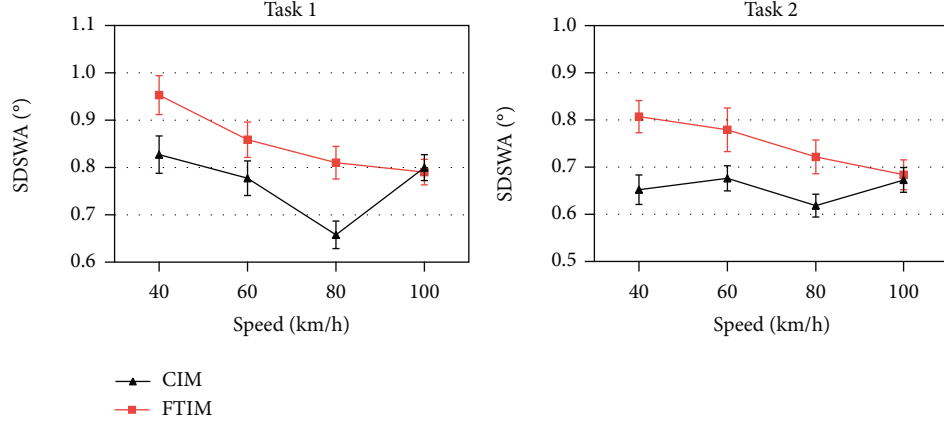 Task 1
1.1
1.0
0.9
0.8
0.7
0.6
SDSWA (°)
40 60 80 100
Speed (km/h)
Task 2
1.0
0.9
0.8
0.7
0.6
0.5
SDSWA (°)
40 60 80 100
Speed (km/h)
CIM
FTIM